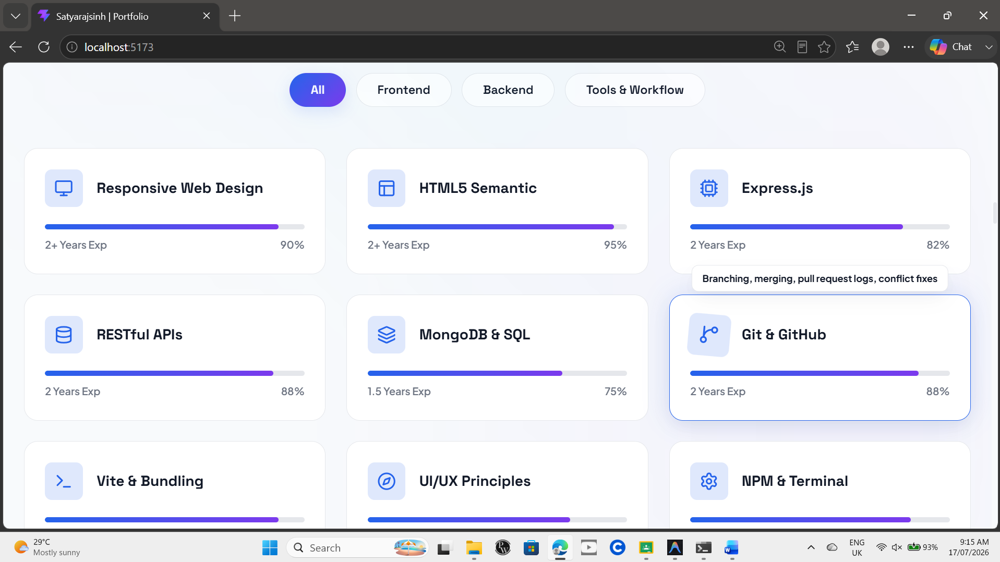 Satyarajsinh | Portfolio
localhost:5173
Chat
All
Frontend
Backend
Tools & Workflow
Responsive Web Design
2+ Years Exp
90%
HTML5 Semantic
2+ Years Exp
95%
Express.js
2 Years Exp
82%
Branching, merging, pull request logs, conflict fixes
RESTful APIs
2 Years Exp
88%
MongoDB & SQL
1.5 Years Exp
75%
Git & GitHub
2 Years Exp
88%
Vite & Bundling
UI/UX Principles
NPM & Terminal
29°C
Mostly sunny
Search
PW
C
W
ENG
UK
93%
9:15 AM
17/07/2026